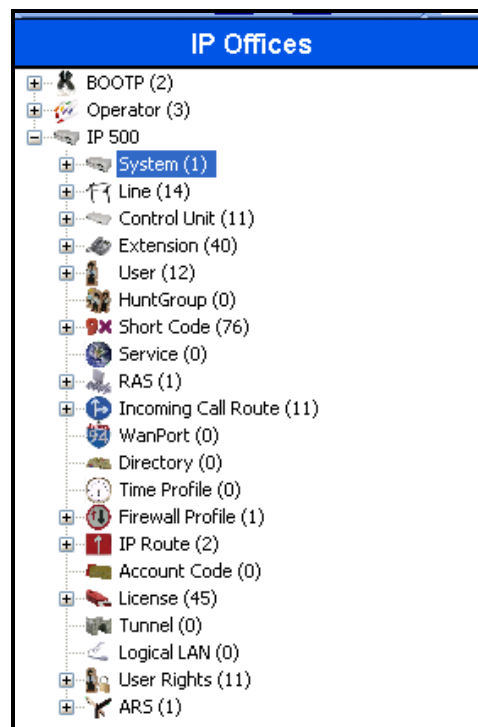 IP Offices
BOOTP (2)
Operator (3)
IP 500
System (1)
Line (14)
Control Unit (11)
Extension (40)
User (12)
HuntGroup (0)
9x Short Code (76)
Service (0)
RAS (1)
Incoming Call Route (11)
94 WanPort (0)
Directory (0)
Time Profile (0)
Firewall Profile (1)
IP Route (2)
Account Code (0)
License (45)
Tunnel (0)
Logical LAN (0)
User Rights (11)
ARS (1)